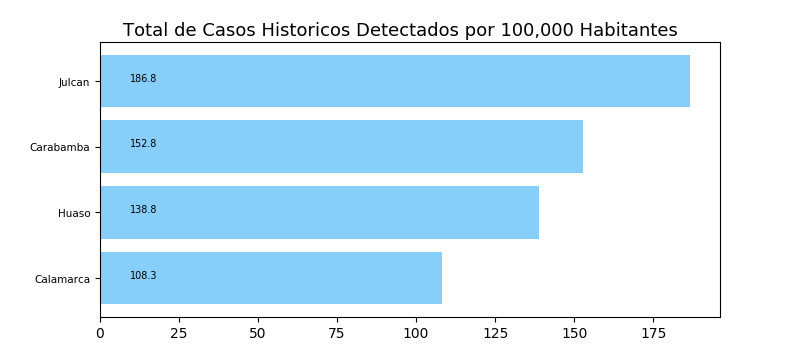 Total de Casos Historicos Detectados por 100,000 Habitantes
Julcan 186.8
Carabamba 152.8
Huaso 138.8
Calamarca 108.3
0 25 50 75 100 125 150 175